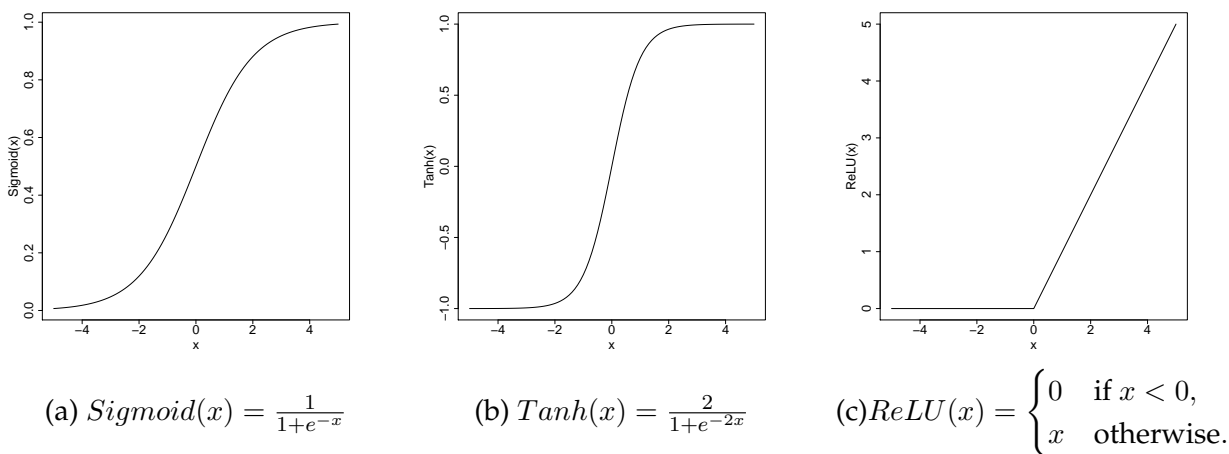 Sigmoid(x)
0.0 0.2 0.4 0.6 0.8 1.0
−4 −2 0 2 4
x
Tanh(x)
−1.0 −0.5 0.0 0.5 1.0
−4 −2 0 2 4
x
ReLU(x)
0 1 2 3 4 5
−4 −2 0 2 4
x
(a) Sigmoid(x) = \frac{1}{1+e^{-x}}
(b) Tanh(x) = \frac{2}{1+e^{-2x}}
(c)ReLU(x) = { 0 if x < 0,
x otherwise.